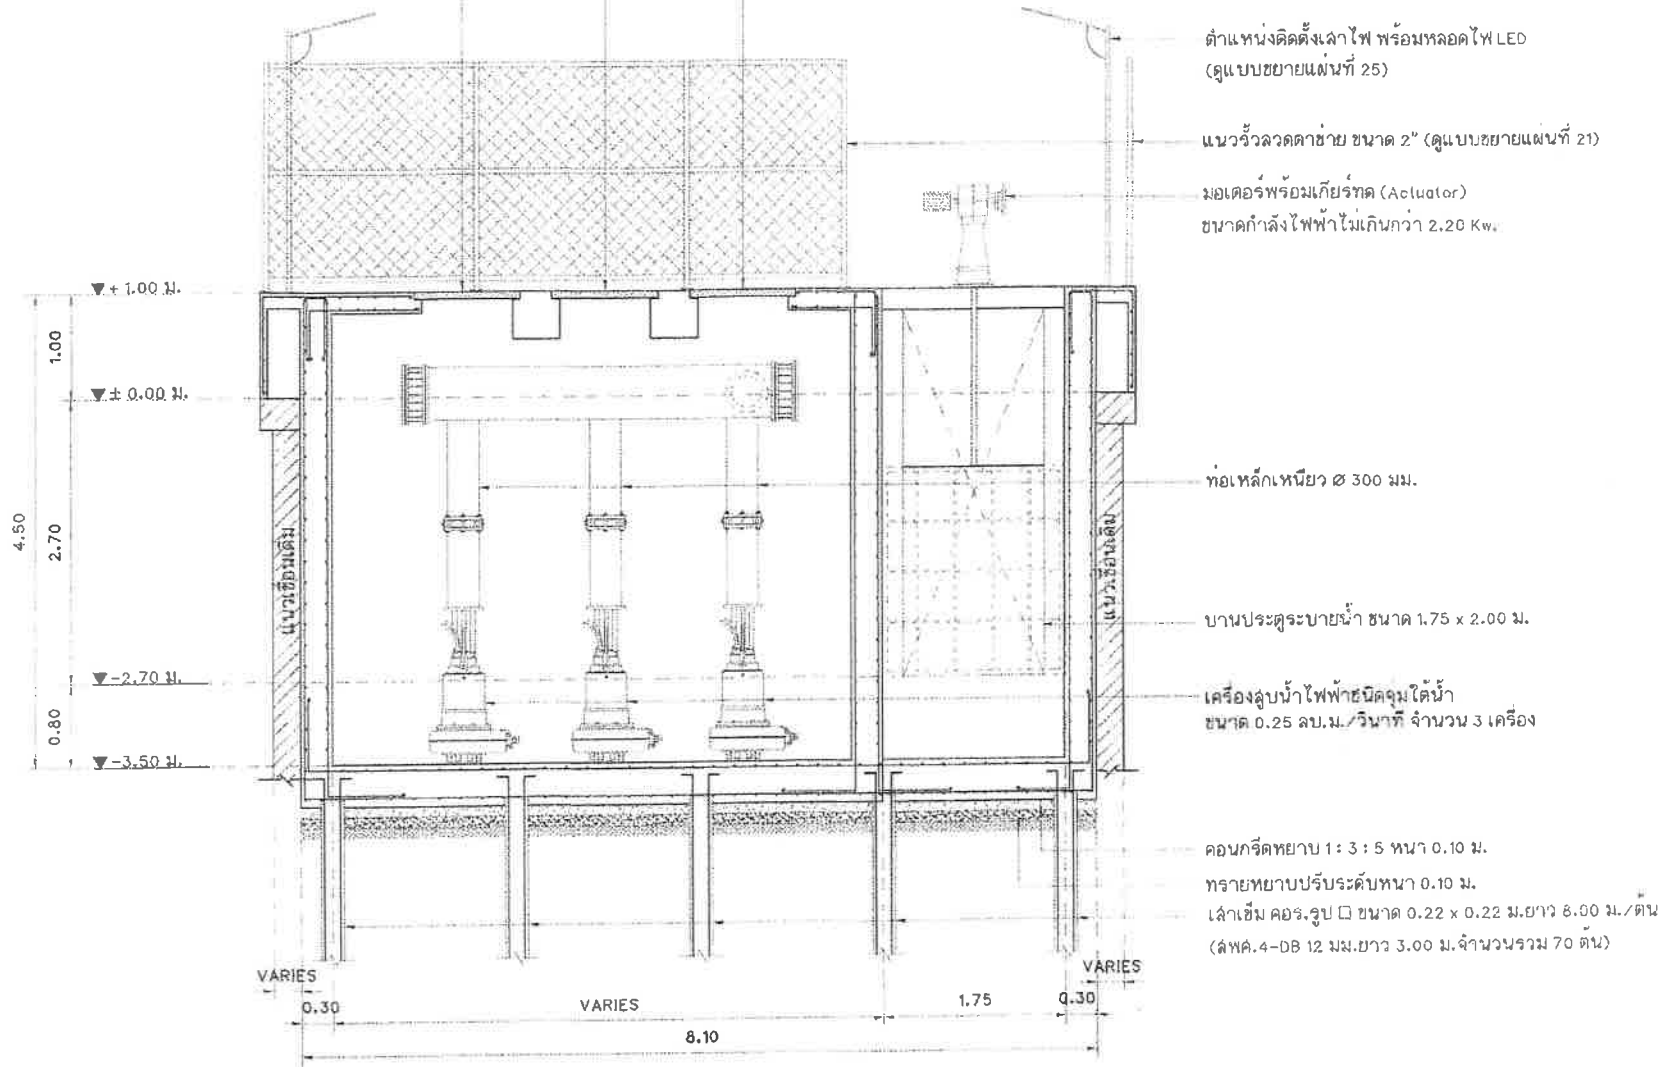 ตำแหน่งติดตั้งเสาไฟ พร้อมหลอดไฟ LED
(ดูแบบขยายแผ่นที่ 25)
แนวรั้วลวดตาข่าย ขนาด 2" (ดูแบบขยายแผ่นที่ 21)
มอเตอร์พร้อมเกียร์ทด (Actuator)
ขนาดกำลังไฟฟ้าไม่เกินกว่า 2.20 Kw.
▼+ 1.00 ม.
1.00
▼± 0.00 ม.
ท่อเหล็กเหนียว Ø 300 มม.
4.50
2.70
แนวเขื่อนเดิม
แนวเขื่อนเดิม
บานประตูระบายน้ำ ขนาด 1.75 x 2.00 ม.
▼-2.70 ม.
เครื่องสูบน้ำไฟฟ้าชนิดจุ่มใต้น้ำ
ขนาด 0.25 ลบ.ม./วินาที จำนวน 3 เครื่อง
0.80
▼-3.50 ม.
คอนกรีตหยาบ 1 : 3 : 5 หนา 0.10 ม.
ทรายหยาบปรับระดับหนา 0.10 ม.
เสาเข็ม คอร.รูป □ ขนาด 0.22 x 0.22 ม.ยาว 8.00 ม./ต้น
(สพค.4-DB 12 มม.ยาว 3.00 ม.จำนวนรวม 70 ต้น)
VARIES
VARIES
0.30
VARIES
1.75
0.30
8.10